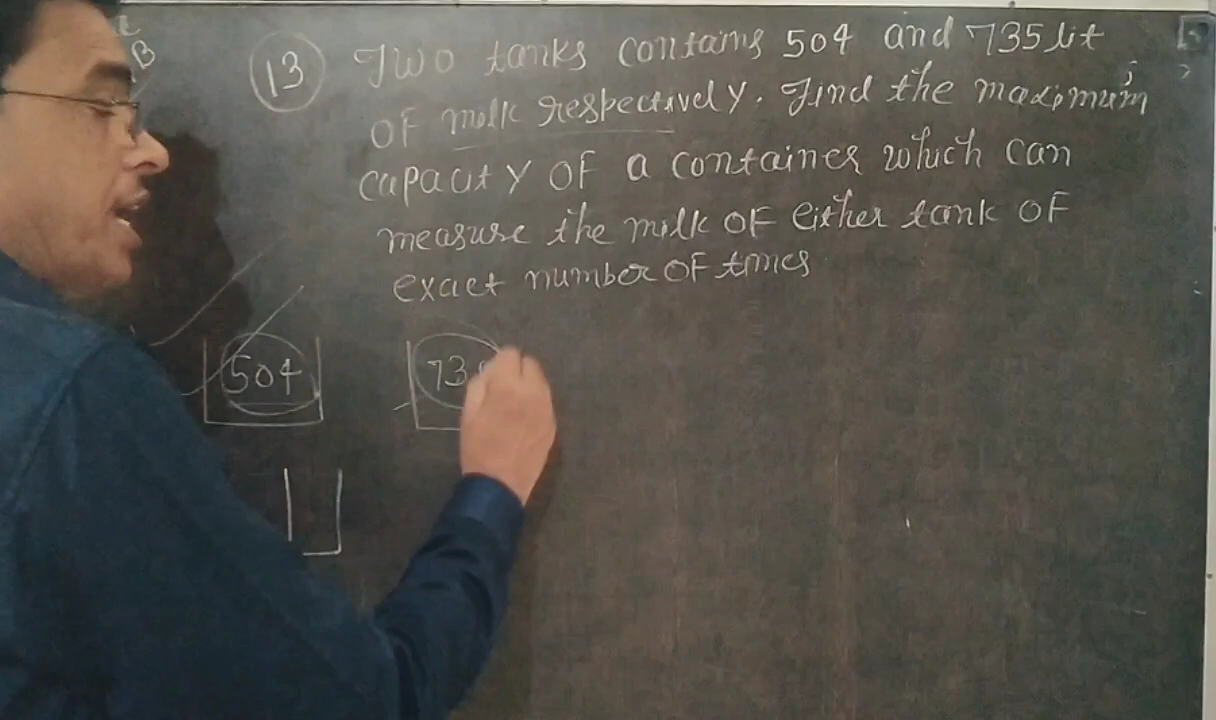 B
13 Two tanks contains 504 and 735 lit
of milk respectively. Find the maximum
capacity of a container which can
measure the milk of either tank of
exact number of times
504 73